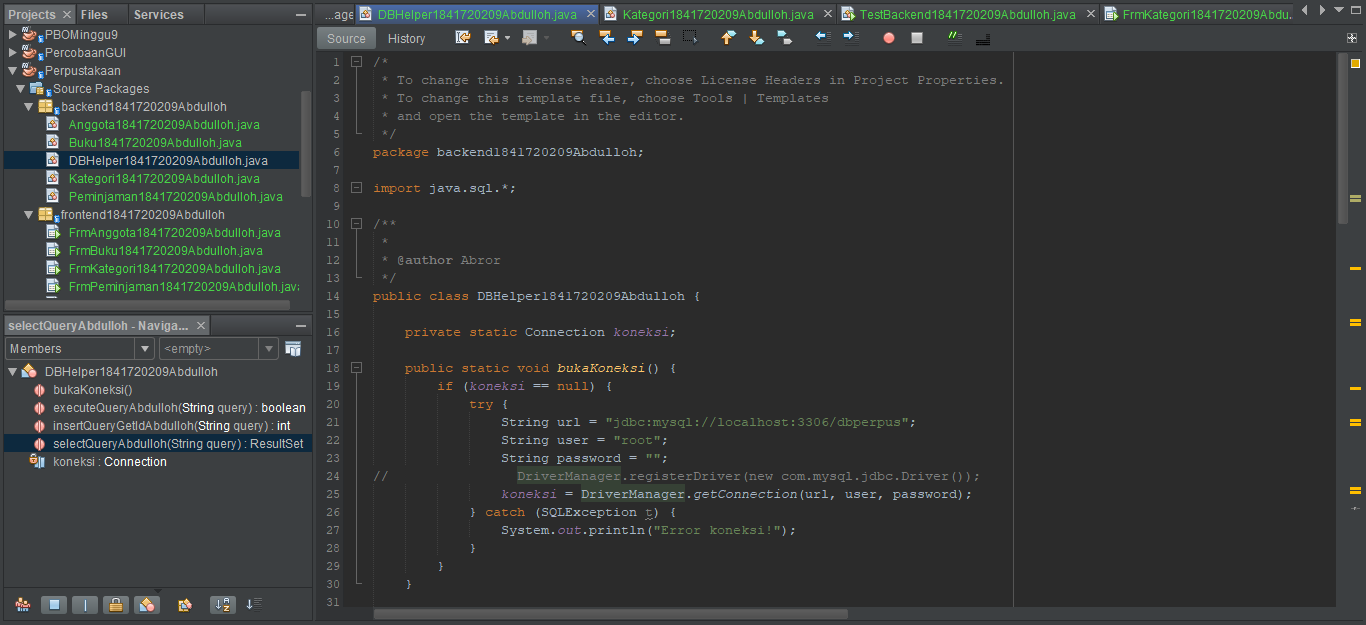 Projects
Files
Services
PBOMinggu9
PercobaanGUI
Perpustakaan
Source Packages
backend1841720209Abdulloh
Anggota1841720209Abdulloh.java
Buku1841720209Abdulloh.java
DBHelper1841720209Abdulloh.java
Kategori1841720209Abdulloh.java
Peminjaman1841720209Abdulloh.java
frontend1841720209Abdulloh
FrmAnggota1841720209Abdulloh.java
FrmBuku1841720209Abdulloh.java
FrmKategori1841720209Abdulloh.java
FrmPeminjaman1841720209Abdulloh.java
selectQueryAbdulloh - Naviga...
Members
<empty>
DBHelper1841720209Abdulloh
bukaKoneksi()
executeQueryAbdulloh(String query) : boolean
insertQueryGetIdAbdulloh(String query) : int
selectQueryAbdulloh(String query) : ResultSet
koneksi : Connection
...age
DBHelper1841720209Abdulloh.java
Kategori1841720209Abdulloh.java
TestBackend1841720209Abdulloh.java
FrmKategori1841720209Abdu...
Source
History
1 /*
2 * To change this license header, choose License Headers in Project Properties.
3 * To change this template file, choose Tools | Templates
4 * and open the template in the editor.
5 */
6 package backend1841720209Abdulloh;
7
8 import java.sql.*;
9
10 /**
11 *
12 * @author Abror
13 */
14 public class DBHelper1841720209Abdulloh {
15
16 private static Connection koneksi;
17
18 public static void bukaKoneksi() {
19 if (koneksi == null) {
20 try {
21 String url = "jdbc:mysql://localhost:3306/dbperpus";
22 String user = "root";
23 String password = "";
24 // DriverManager.registerDriver(new com.mysql.jdbc.Driver());
25 koneksi = DriverManager.getConnection(url, user, password);
26 } catch (SQLException t) {
27 System.out.println("Error koneksi!");
28 }
29 }
30 }
31